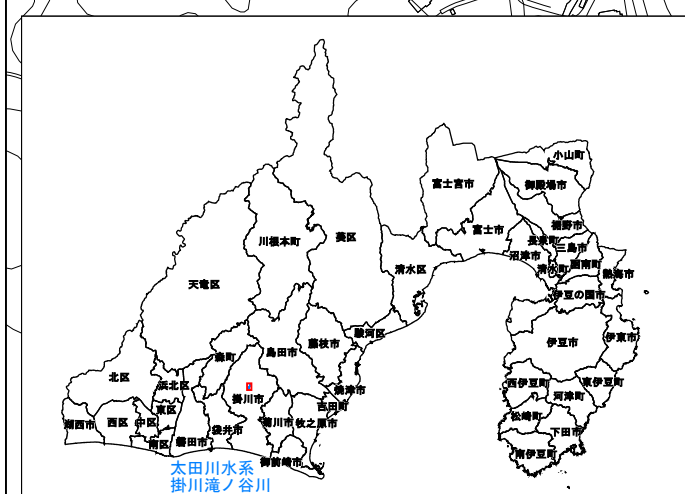 小山町
富士宮市
御殿場市
裾野市
富士市
長泉町
三島市
川根本町
葵区
沼津市
清水町
函南町
清水区
熱海市
天竜区
伊豆の国市
駿河区
伊東市
藤枝市
伊豆市
島田市
森町
北区
浜北区
焼津市
西伊豆町
東伊豆町
掛川市
河津町
東区
吉田町
湖西市
西区
中区
菊川市
牧之原市
松崎町
袋井市
下田市
南区
磐田市
南伊豆町
御前崎市
太田川水系
掛川滝ノ谷川